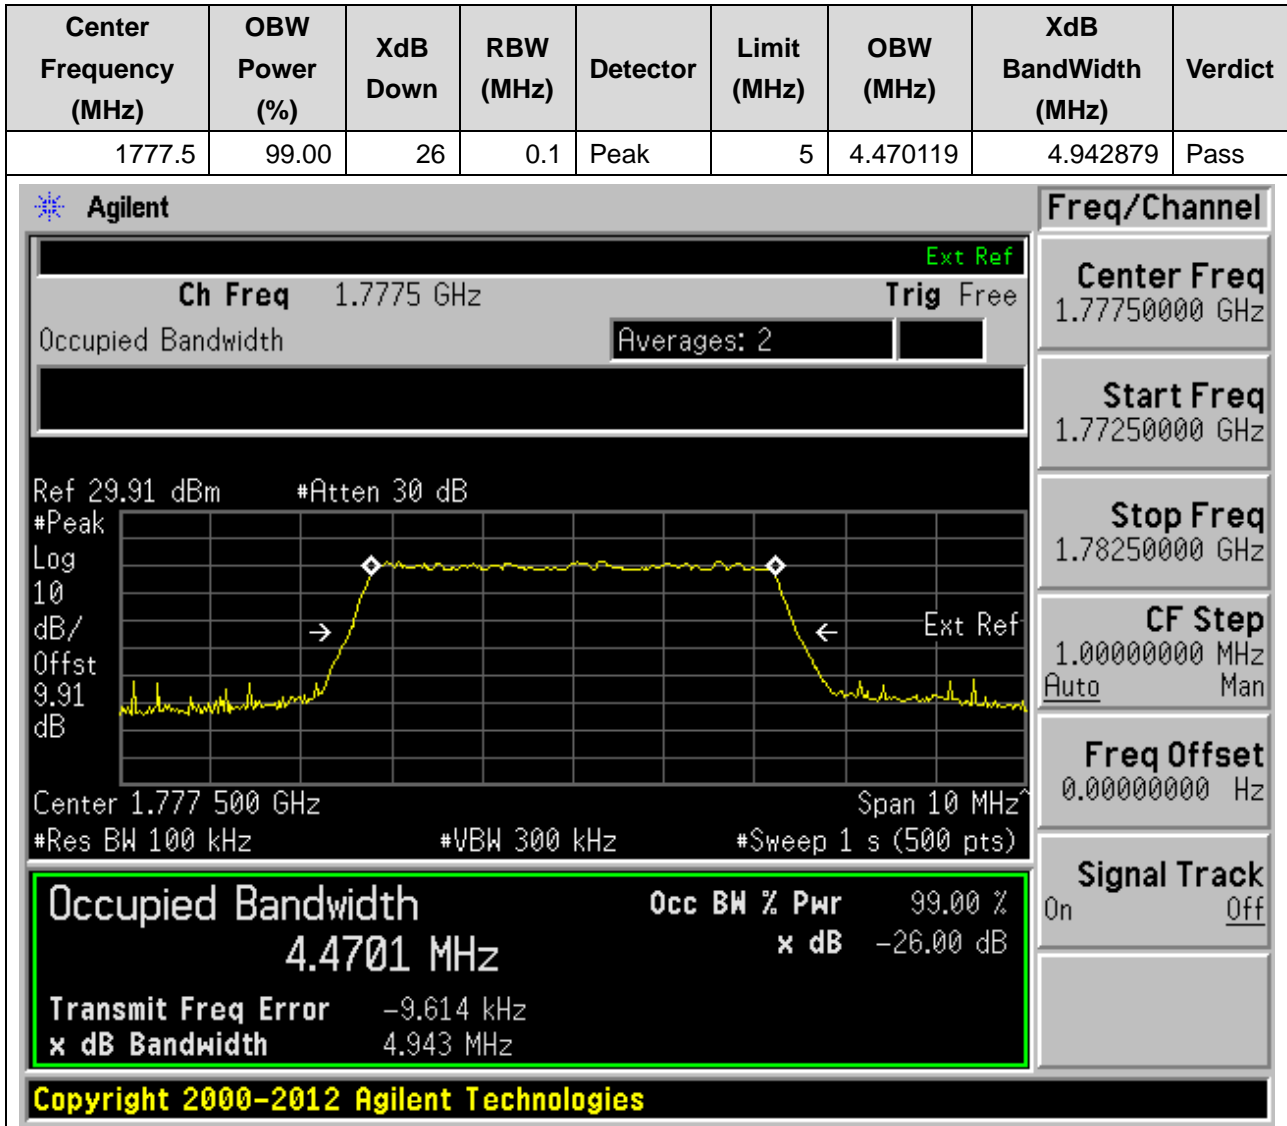 Center Frequency (MHz) OBW Power (%) XdB Down RBW (MHz) Detector Limit (MHz) OBW (MHz) XdB BandWidth (MHz) Verdict
1777.5 99.00 26 0.1 Peak 5 4.470119 4.942879 Pass
Agilent
Freq/Channel
Ext Ref
Ch Freq 1.7775 GHz Trig Free
Occupied Bandwidth Averages: 2
Center Freq
1.77750000 GHz
Start Freq
1.77250000 GHz
Stop Freq
1.78250000 GHz
CF Step
1.00000000 MHz
Auto Man
Freq Offset
0.00000000 Hz
Signal Track
On Off
Ref 29.91 dBm #Atten 30 dB
#Peak
Log
10
dB/
Offst
9.91
dB
Ext Ref
Center 1.777 500 GHz Span 10 MHz^
#Res BW 100 kHz #VBW 300 kHz #Sweep 1 s (500 pts)
Occupied Bandwidth Occ BW % Pwr 99.00 %
4.4701 MHz x dB -26.00 dB
Transmit Freq Error -9.614 kHz
x dB Bandwidth 4.943 MHz
Copyright 2000-2012 Agilent Technologies